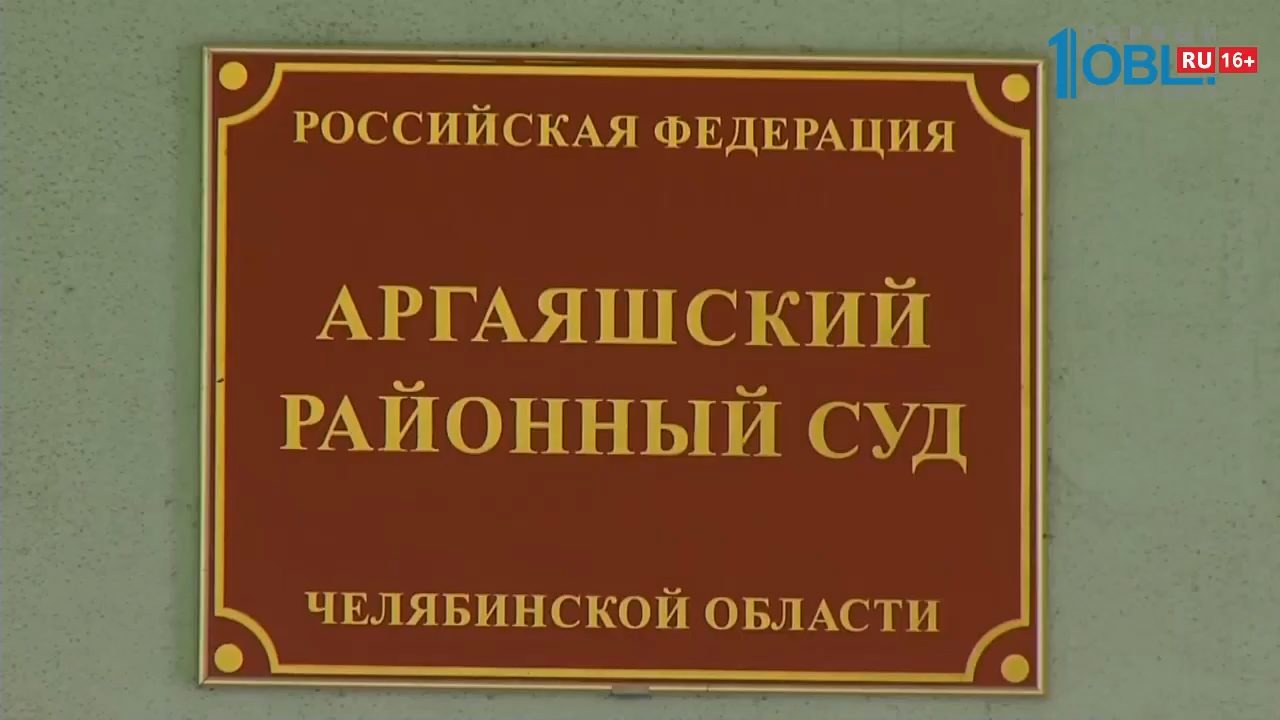 1OBL.
RU 16+
РОССИЙСКАЯ ФЕДЕРАЦИЯ
АРГАЯШСКИЙ
РАЙОННЫЙ СУД
ЧЕЛЯБИНСКОЙ ОБЛАСТИ